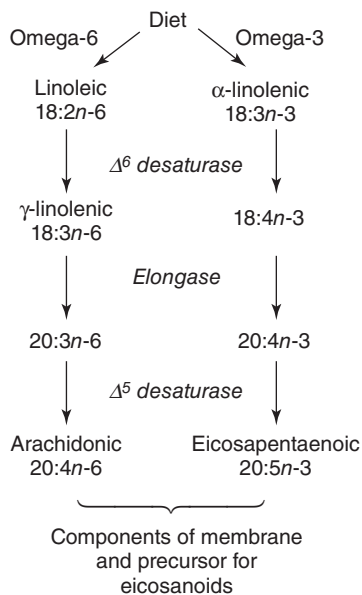 Diet
Omega-6
Omega-3
Linoleic
18:2n-6
α-linolenic
18:3n-3
Δ⁶ desaturase
γ-linolenic
18:3n-6
18:4n-3
Elongase
20:3n-6
20:4n-3
Δ⁵ desaturase
Arachidonic
20:4n-6
Eicosapentaenoic
20:5n-3
Components of membrane
and precursor for
eicosanoids